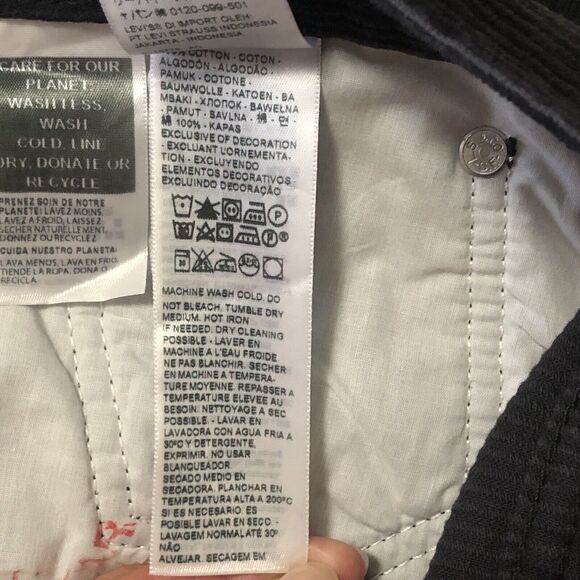 ャパン㈱ 0120-099-501
LEVI'S® DI IMPORT OLEH:
PT LEVI STRAUSS INDONESIA
JAKARTA - INDONESIA
CARE FOR OUR
PLANET
WASH LESS,
WASH
COLD, LINE
DRY, DONATE OR
RECYCLE
PRENEZ SOIN DE NOTRE
PLANÈTE: LAVEZ MOINS,
LAVEZ À FROID, LAISSEZ
SÉCHER NATURELLEMENT,
DONNEZ OU RECYCLEZ
CUIDA NUESTRO PLANETA:
LAVA MENOS, LAVA EN FRIO,
TIENDE LA ROPA, DONA O
RECICLA
COTTON - COTON -
ALGODÓN - ALGODÃO -
PAMUK - COTONE -
BAUMWOLLE - KATOEN - BA
MBAKI - ХЛОПОК - BAWEŁNA
- PAMUT - BAVLNA - 棉 - 면 -
綿 100% - KAPAS
EXCLUSIVE OF DECORATION
- EXCLUANT L'ORNEMENTA-
TION - EXCLUYENDO
ELEMENTOS DECORATIVOS -
EXCLUINDO DECORAÇÃO
MACHINE WASH COLD. DO
NOT BLEACH. TUMBLE DRY
MEDIUM. HOT IRON
IF NEEDED. DRY CLEANING
POSSIBLE - LAVER EN
MACHINE A L'EAU FROIDE.
NE PAS BLANCHIR. SECHER
EN MACHINE A TEMPERA-
TURE MOYENNE. REPASSER A
TEMPERATURE ELEVEE AU
BESOIN. NETTOYAGE A SEC
POSSIBLE. - LAVAR EN
LAVADORA CON AGUA FRIA A
30ºC Y DETERGENTE,
EXPRIMIR. NO USAR
BLANQUEADOR.
SECADO MEDIO EN
SECADORA. PLANCHAR EN
TEMPERATURA ALTA A 200ºC
SI ES NECESARIO. ES
POSIBLE LAVAR EN SECO. -
LAVAGEM NORMAL ATÉ 30º
NÃO
ALVEJAR. SECAGEM EM